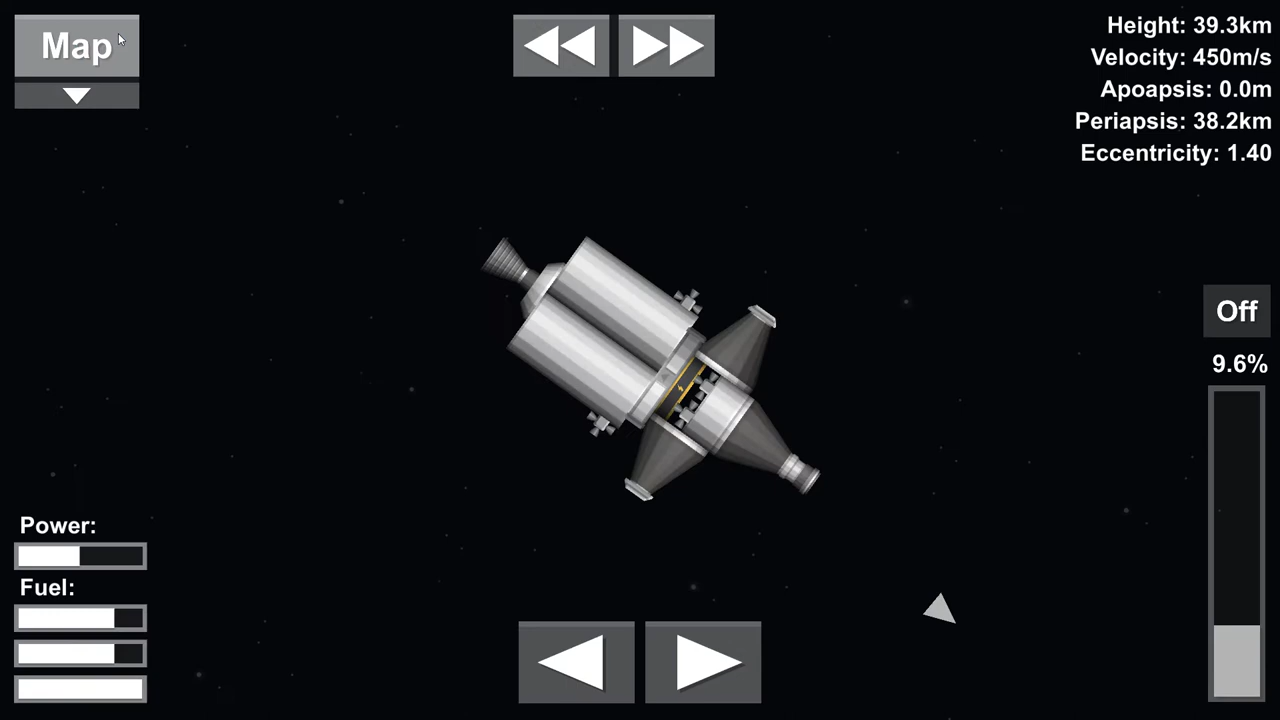 Map
Height: 39.3km
Velocity: 450m/s
Apoapsis: 0.0m
Periapsis: 38.2km
Eccentricity: 1.40
Off
9.6%
Power:
Fuel: